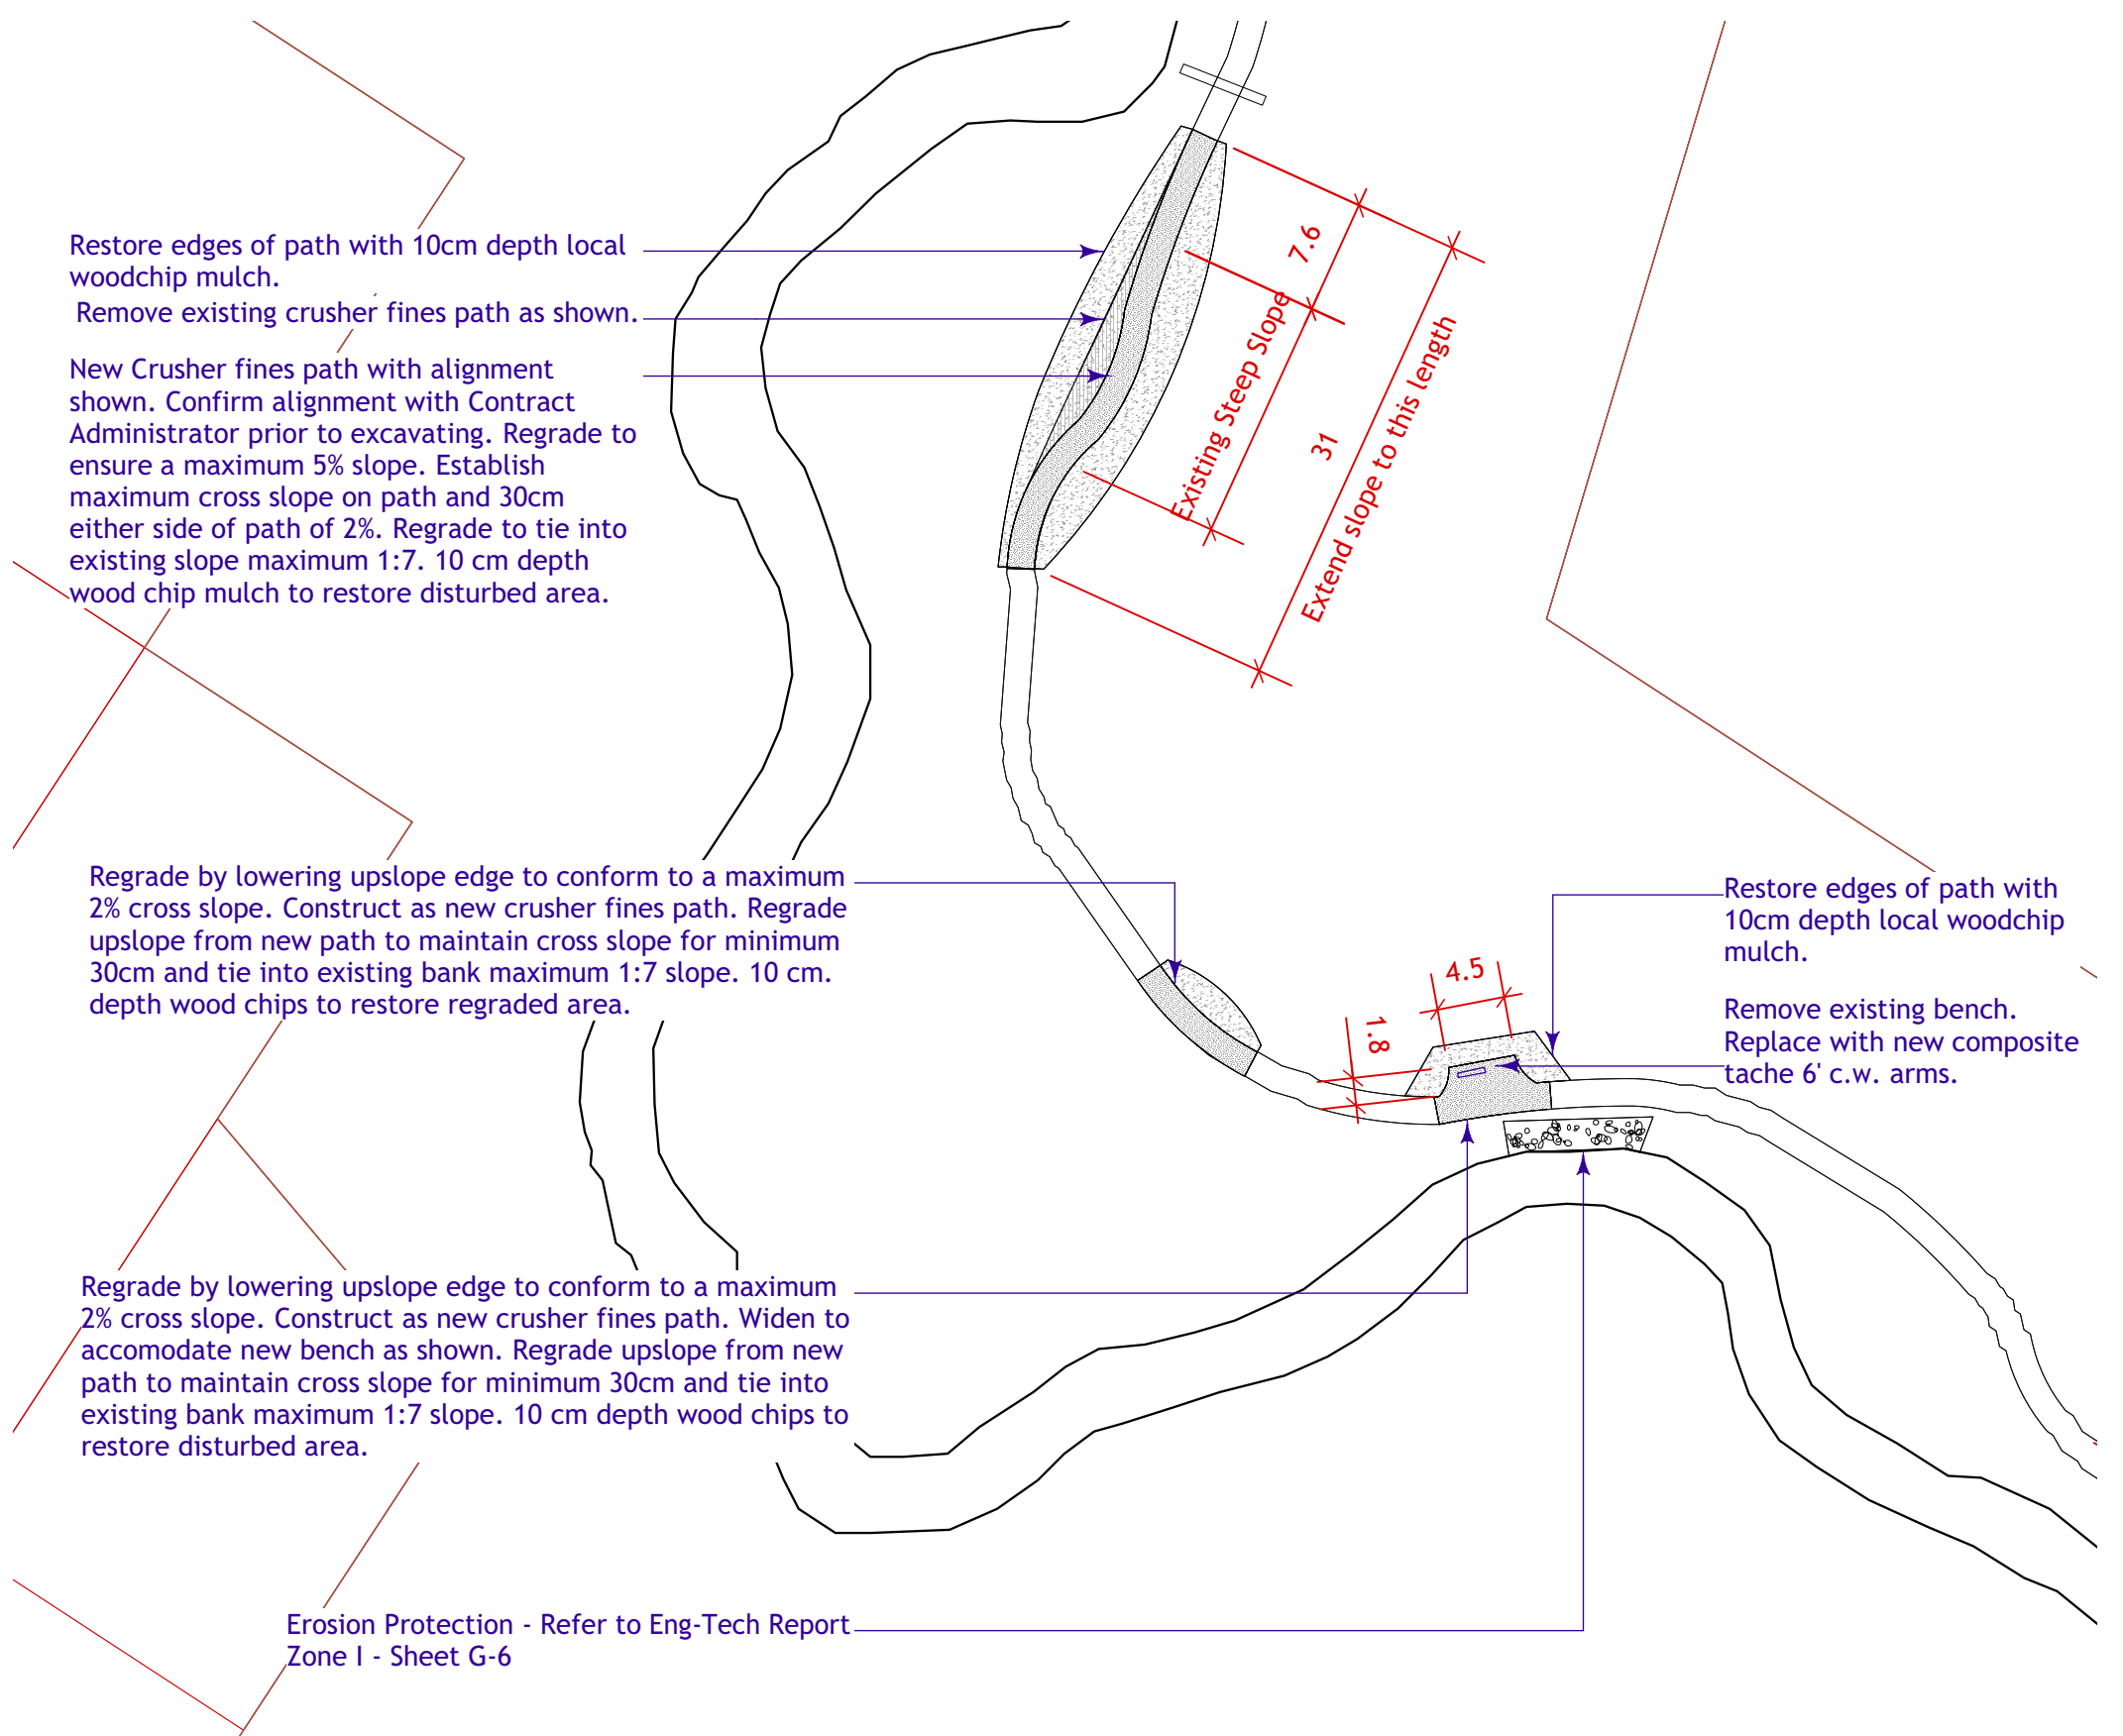 Restore edges of path with 10cm depth local
woodchip mulch.
Remove existing crusher fines path as shown.
New Crusher fines path with alignment
shown. Confirm alignment with Contract
Administrator prior to excavating. Regrade to
ensure a maximum 5% slope. Establish
maximum cross slope on path and 30cm
either side of path of 2%. Regrade to tie into
existing slope maximum 1:7. 10 cm depth
wood chip mulch to restore disturbed area.
7.6
Existing Steep Slope
31
Extend slope to this length
Regrade by lowering upslope edge to conform to a maximum
2% cross slope. Construct as new crusher fines path. Regrade
upslope from new path to maintain cross slope for minimum
30cm and tie into existing bank maximum 1:7 slope. 10 cm.
depth wood chips to restore regraded area.
4.5
1.8
Restore edges of path with
10cm depth local woodchip
mulch.
Remove existing bench.
Replace with new composite
tache 6' c.w. arms.
Regrade by lowering upslope edge to conform to a maximum
2% cross slope. Construct as new crusher fines path. Widen to
accomodate new bench as shown. Regrade upslope from new
path to maintain cross slope for minimum 30cm and tie into
existing bank maximum 1:7 slope. 10 cm depth wood chips to
restore disturbed area.
Erosion Protection - Refer to Eng-Tech Report
Zone I - Sheet G-6